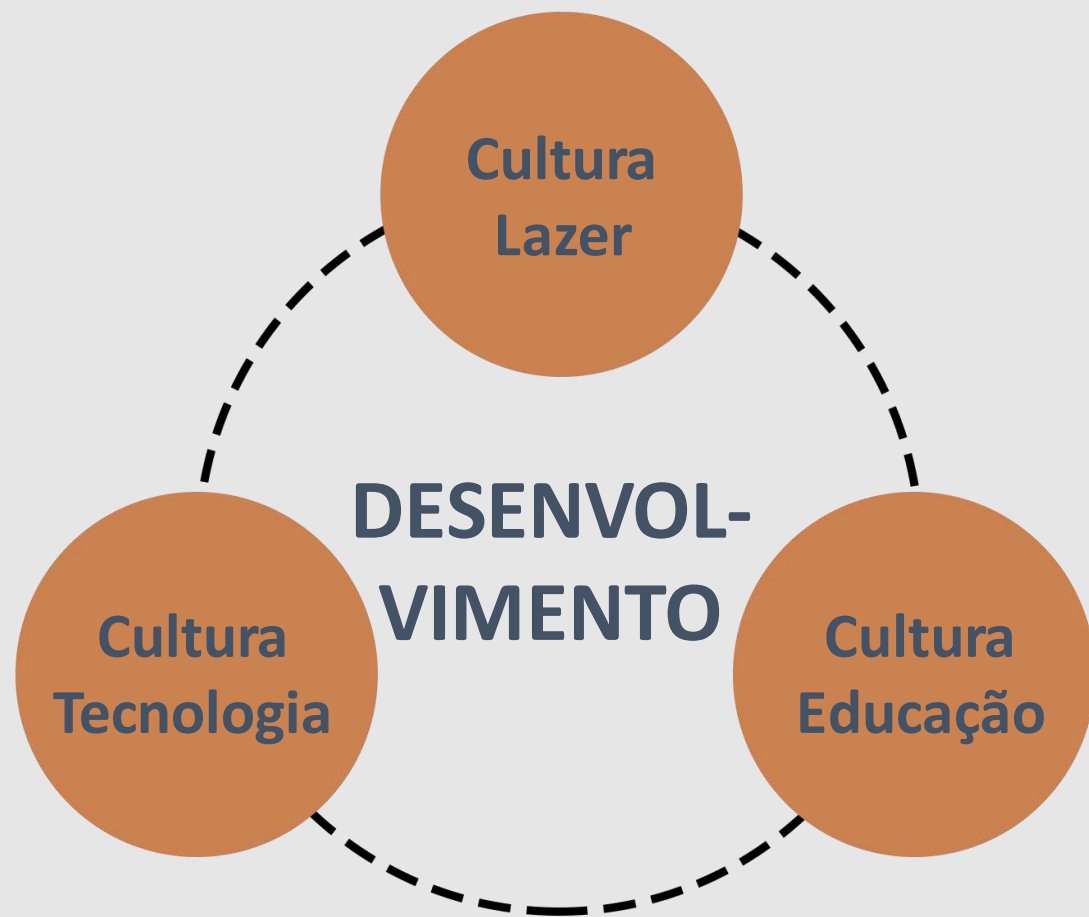 Cultura
Lazer
DESENVOL-
VIMENTO
Cultura
Tecnologia
Cultura
Educação